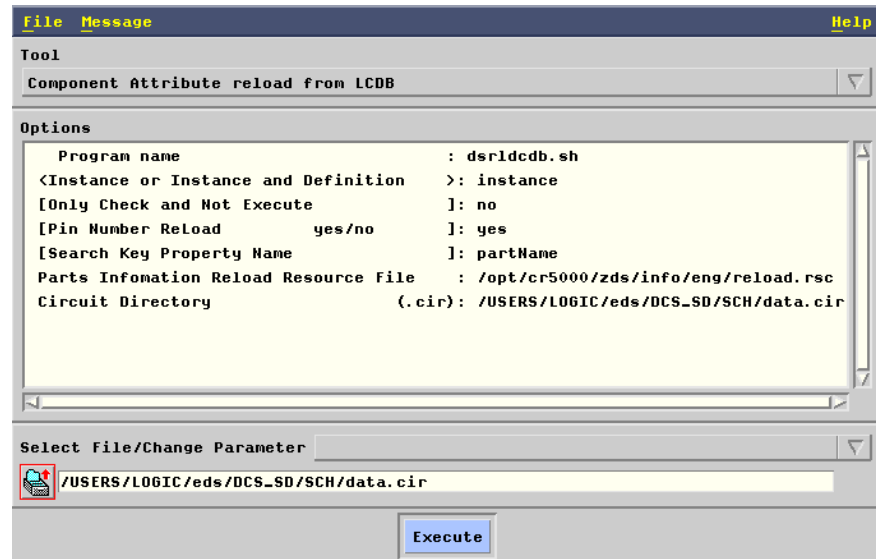 File Message Help
Tool
Component Attribute reload from LCDB
Options
Program name : dsrldcdb.sh
<Instance or Instance and Definition >: instance
[Only Check and Not Execute ]: no
[Pin Number ReLoad yes/no ]: yes
[Search Key Property Name ]: partName
Parts Infomation Reload Resource File : /opt/cr5000/zds/info/eng/reload.rsc
Circuit Directory (.cir): /USERS/LOGIC/eds/DCS_SD/SCH/data.cir
Select File/Change Parameter
/USERS/LOGIC/eds/DCS_SD/SCH/data.cir
Execute